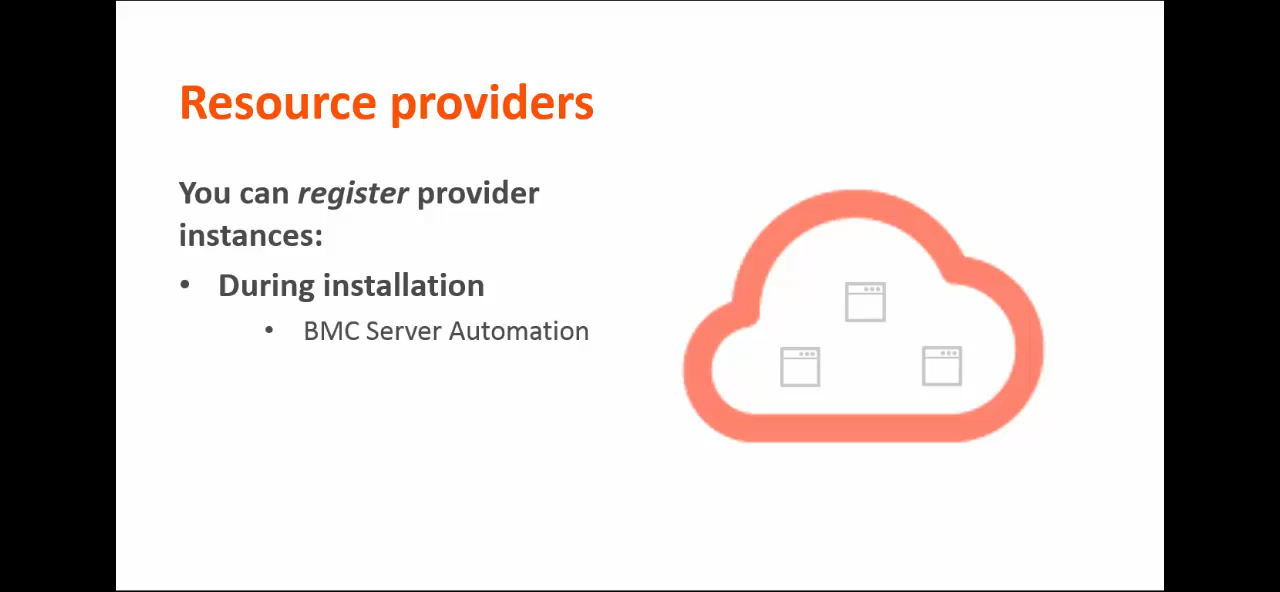 Resource providers
You can register provider
instances:
• During installation
• BMC Server Automation